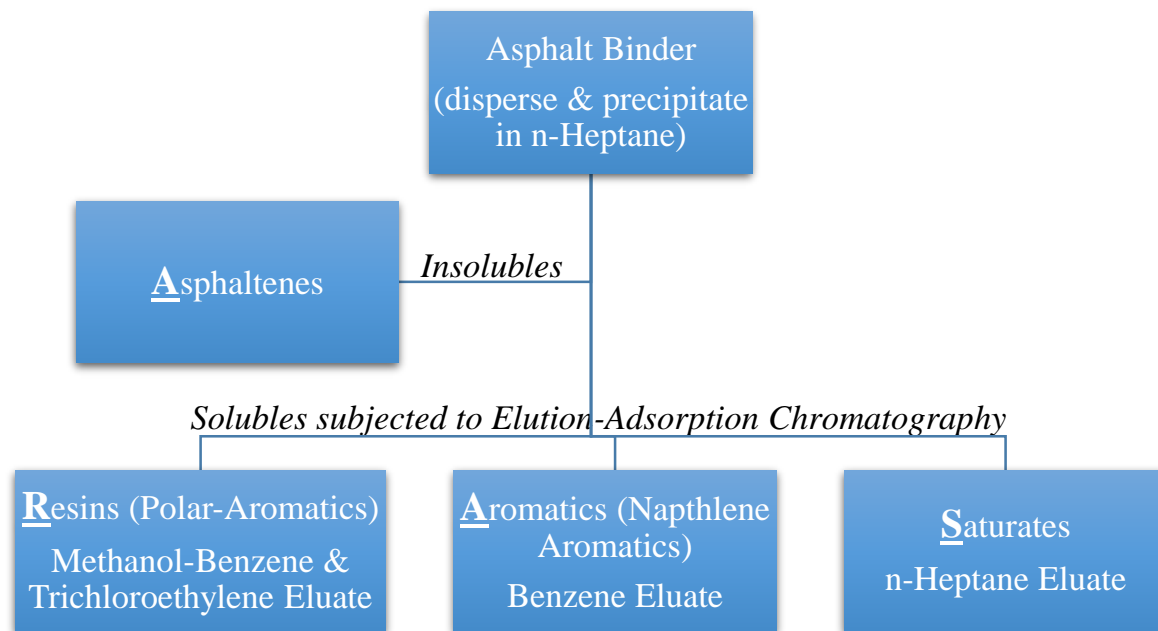 Asphalt Binder
(disperse & precipitate
in n-Heptane)
Insolubles
Asphaltenes
Solubles subjected to Elution-Adsorption Chromatography
Resins (Polar-Aromatics)
Methanol-Benzene &
Trichloroethylene Eluate
Aromatics (Napthlene
Aromatics)
Benzene Eluate
Saturates
n-Heptane Eluate